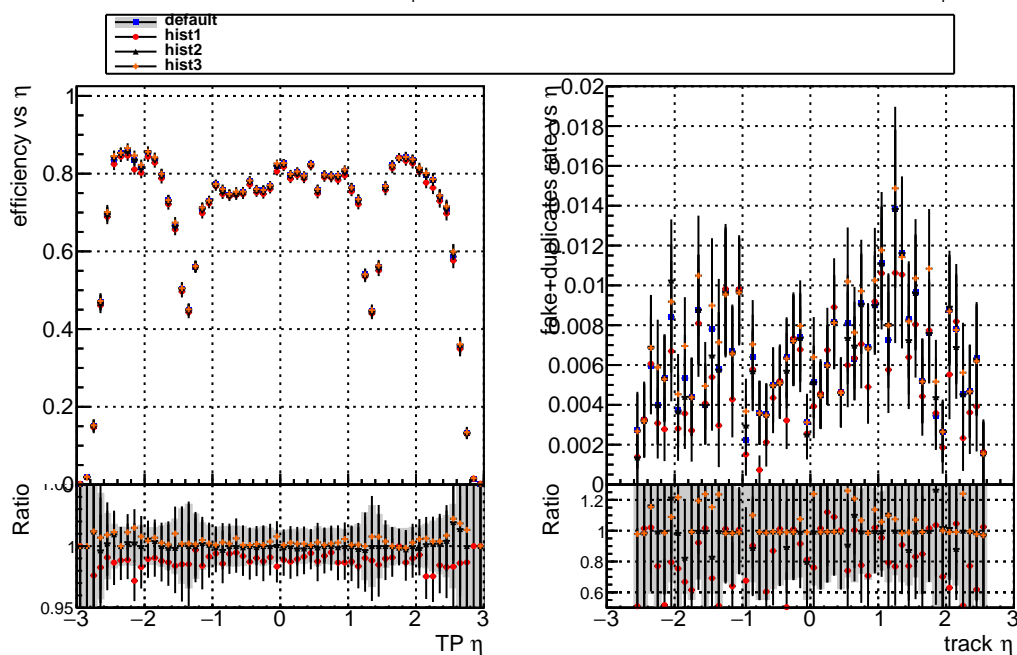 default
hist1
hist2
hist3
efficiency vs η
1
0.8
0.6
0.4
0.2
0
Ratio
1
0.95
−3 −2 −1 0 1 2 3
TP η
fake+duplicates rate vs η
0.02
0.018
0.016
0.014
0.012
0.01
0.008
0.006
0.004
0.002
0
Ratio
1.2
1
0.8
0.6
−3 −2 −1 0 1 2 3
track η